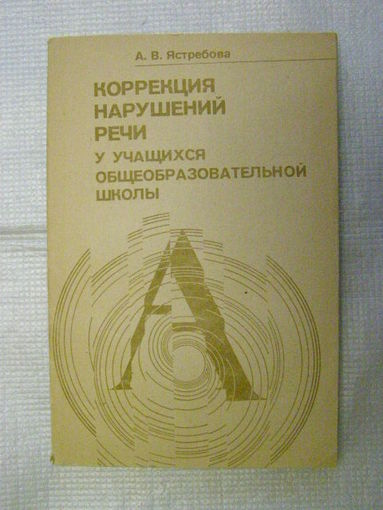 А. В. Ястребова
КОРРЕКЦИЯ
НАРУШЕНИЙ
РЕЧИ
У УЧАЩИХСЯ
ОБЩЕОБРАЗОВАТЕЛЬНОЙ
ШКОЛЫ
А